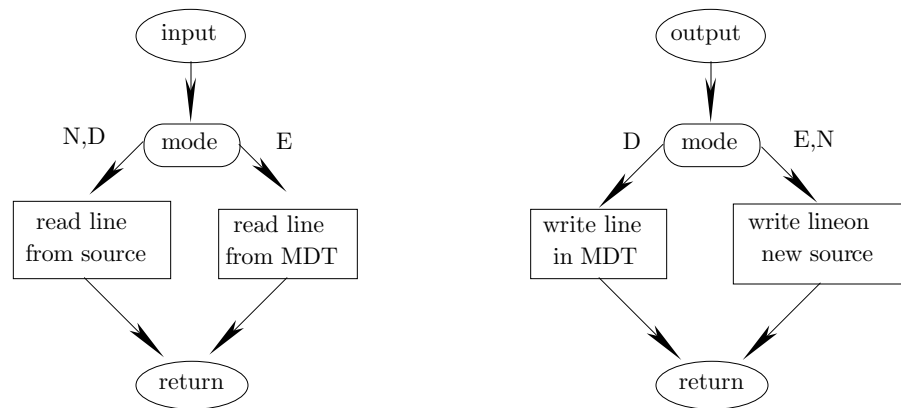 input
N,D
mode
E
read line
from source
read line
from MDT
return
output
D
mode
E,N
write line
in MDT
write lineon
new source
return